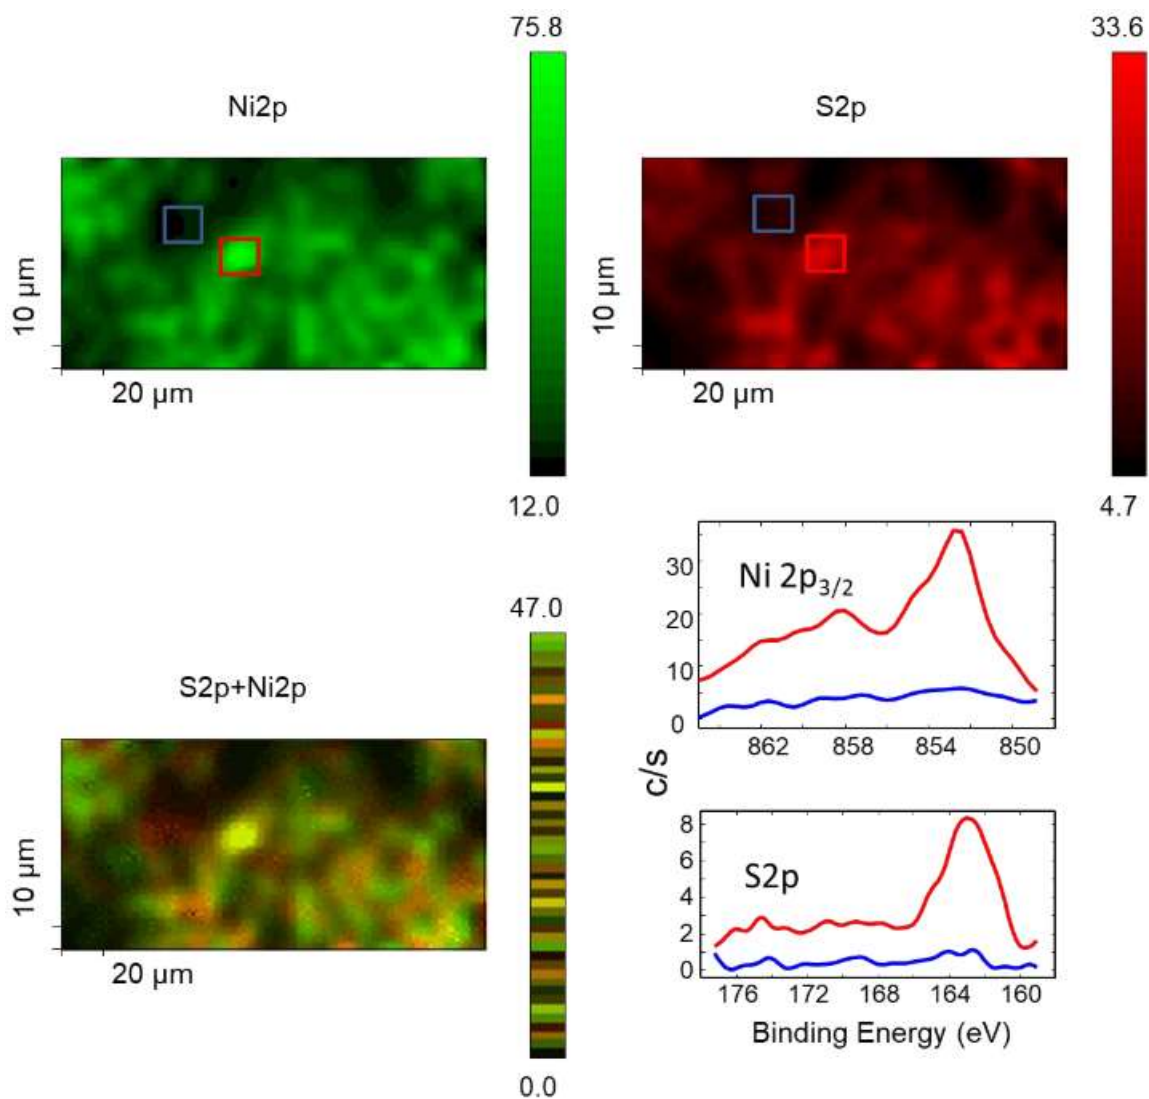 75.8
33.6
Ni2p
S2p
10 µm
10 µm
20 µm
20 µm
12.0
4.7
47.0
S2p+Ni2p
10 µm
20 µm
0.0
Ni 2p3/2
30
20
10
0
862 858 854 850
c/s
S2p
8
6
4
2
0
176 172 168 164 160
Binding Energy (eV)